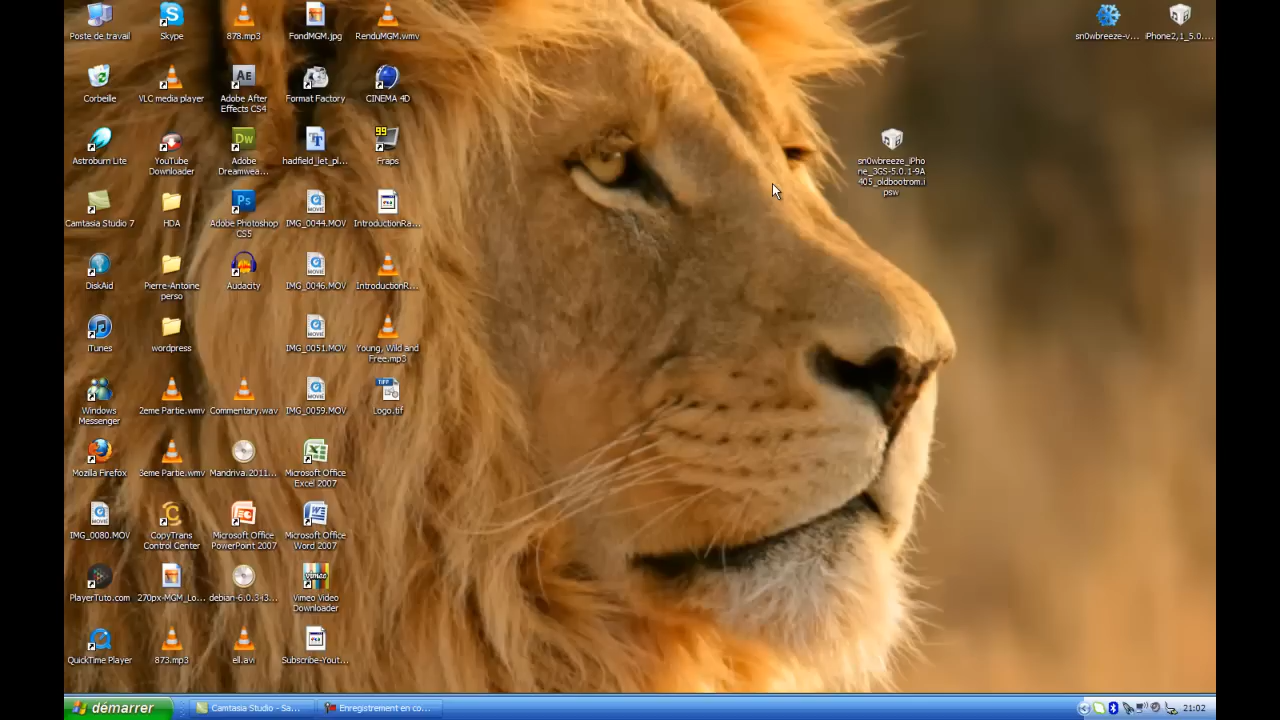 Poste de travail
Skype
878.mp3
FondMGM.jpg
RenduMGM.wmv
sn0wbreeze-v...
iPhone2,1_5.0....
Corbeille
VLC media player
Adobe After
Effects CS4
Format Factory
CINEMA 4D
Astroburn Lite
YouTube
Downloader
Adobe
Dreamwea...
hadfield_let_pl...
99
Fraps
sn0wbreeze_iPho
ne_3GS-5.0.1-9A
405_oldbootrom.i
psw
Camtasia Studio 7
HDA
Adobe Photoshop
CS5
IMG_0044.MOV
IntroductionRa...
DiskAid
Pierre-Antoine
perso
Audacity
IMG_0046.MOV
IntroductionR...
iTunes
wordpress
IMG_0051.MOV
Young, Wild and
Free.mp3
Windows
Messenger
2eme Partie.wmv
Commentary.wav
IMG_0059.MOV
Logo.tif
Mozilla Firefox
3eme Partie.wmv
Mandriva.2011...
Microsoft Office
Excel 2007
IMG_0080.MOV
CopyTrans
Control Center
Microsoft Office
PowerPoint 2007
Microsoft Office
Word 2007
PlayerTuto.com
270px-MGM_Lo...
debian-6.0.3-i3...
Vimeo Video
Downloader
QuickTime Player
873.mp3
ell.avi
Subscribe-Yout...
démarrer
Camtasia Studio - Sa...
Enregistrement en co...
21:02